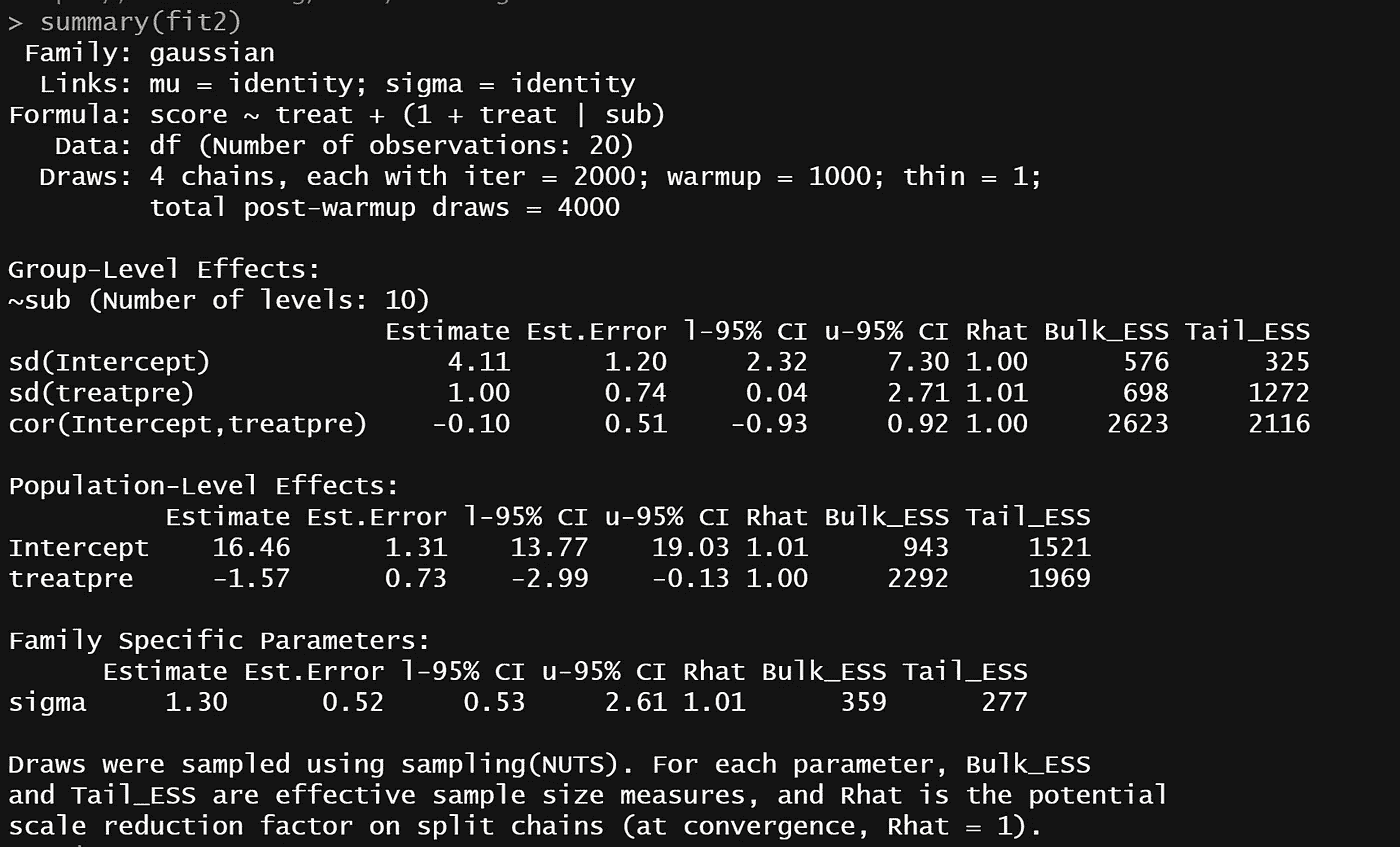 > summary(fit2)
 Family: gaussian
  Links: mu = identity; sigma = identity
Formula: score ~ treat + (1 + treat | sub)
   Data: df (Number of observations: 20)
  Draws: 4 chains, each with iter = 2000; warmup = 1000; thin = 1;
         total post-warmup draws = 4000

Group-Level Effects:
~sub (Number of levels: 10)
                        Estimate Est.Error l-95% CI u-95% CI Rhat Bulk_ESS Tail_ESS
sd(Intercept)               4.11      1.20     2.32     7.30 1.00      576      325
sd(treatpre)                1.00      0.74     0.04     2.71 1.01      698     1272
cor(Intercept,treatpre)    -0.10      0.51    -0.93     0.92 1.00     2623     2116

Population-Level Effects:
          Estimate Est.Error l-95% CI u-95% CI Rhat Bulk_ESS Tail_ESS
Intercept    16.46      1.31    13.77    19.03 1.01      943     1521
treatpre     -1.57      0.73    -2.99    -0.13 1.00     2292     1969

Family Specific Parameters:
      Estimate Est.Error l-95% CI u-95% CI Rhat Bulk_ESS Tail_ESS
sigma     1.30      0.52     0.53     2.61 1.01      359      277

Draws were sampled using sampling(NUTS). For each parameter, Bulk_ESS
and Tail_ESS are effective sample size measures, and Rhat is the potential
scale reduction factor on split chains (at convergence, Rhat = 1).